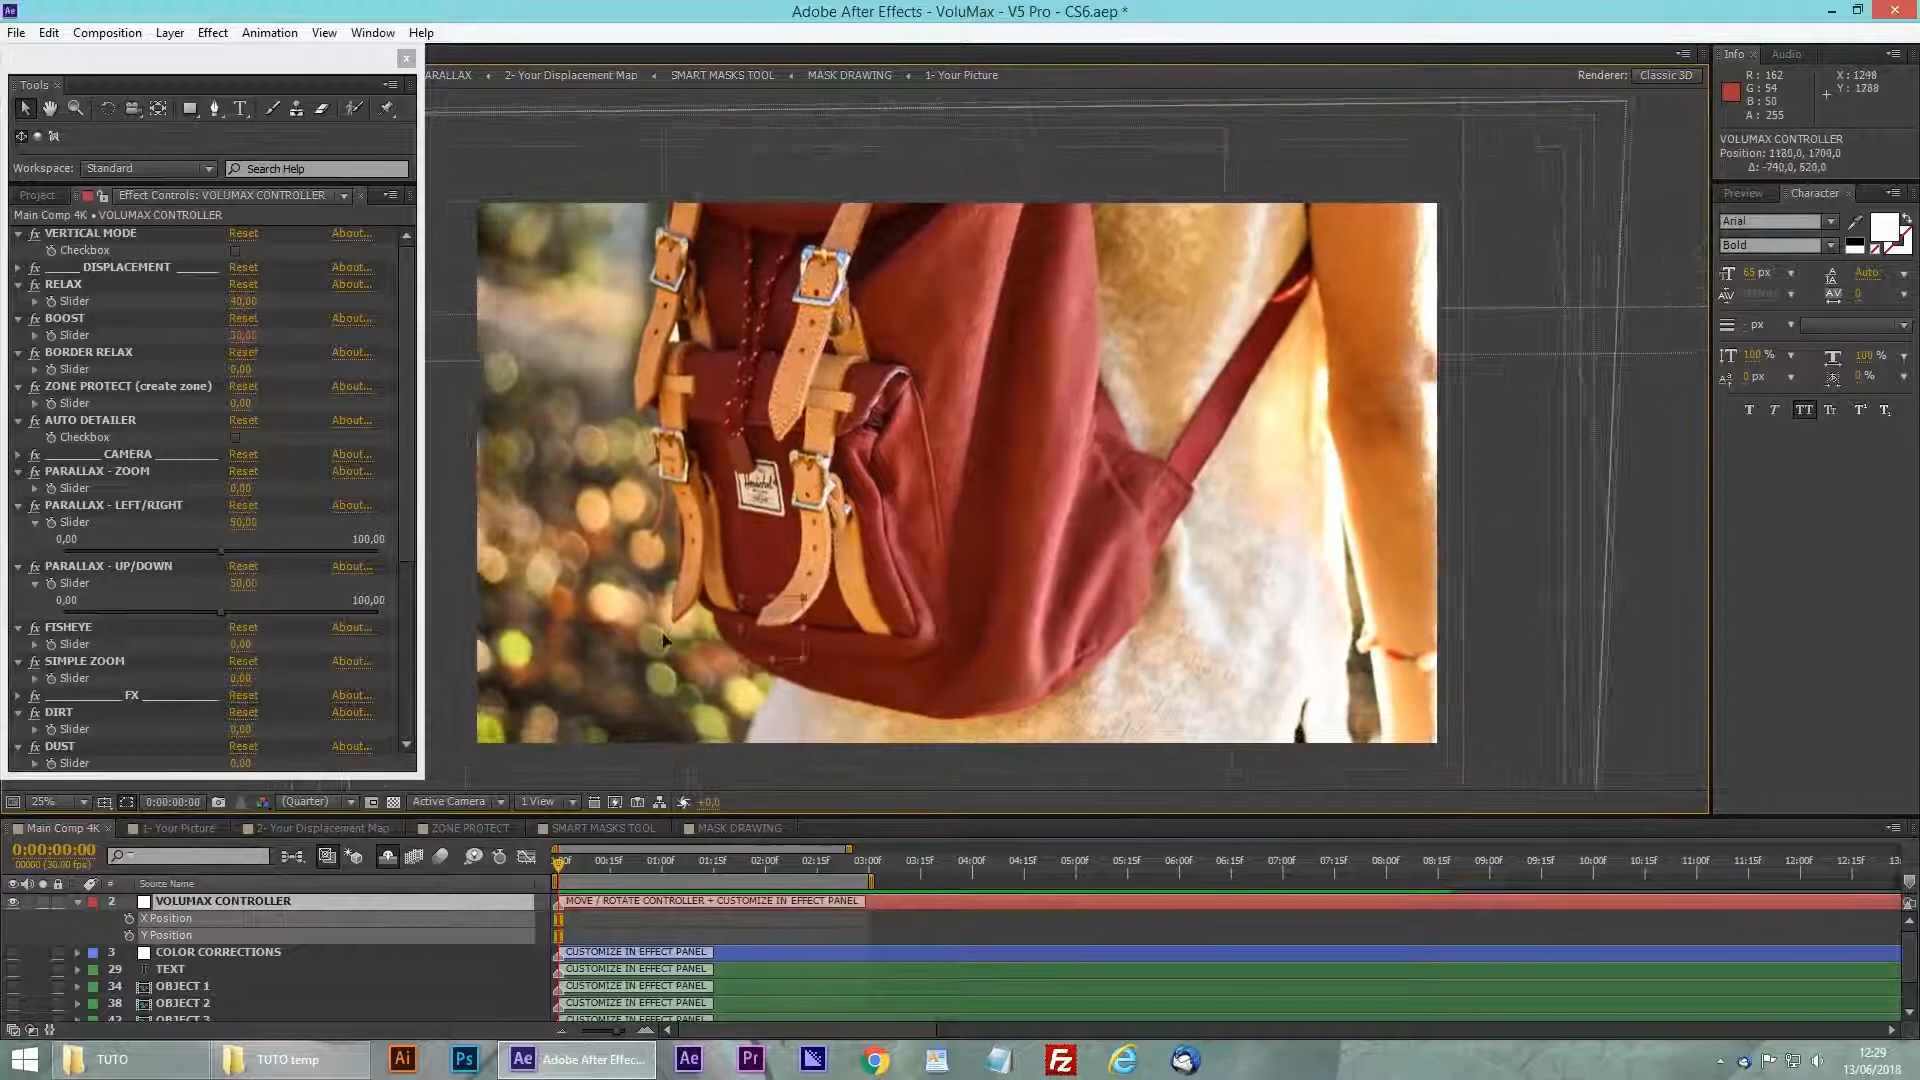 Adobe After Effects - VoluMax - V5 Pro - CS6.aep *
File Edit Composition Layer Effect Animation View Window Help
Tools
Workspace: Standard Search Help
Project Effect Controls: VOLUMAX CONTROLLER
Main Comp 4K • VOLUMAX CONTROLLER
VERTICAL MODE Reset About...
Checkbox
______ DISPLACEMENT _______ Reset About...
RELAX Reset About...
Slider 40,00
BOOST Reset About...
Slider 30,00
BORDER RELAX Reset About...
Slider 0,00
ZONE PROTECT (create zone) Reset About...
Slider 0,00
AUTO DETAILER Reset About...
Checkbox
_________ CAMERA __________ Reset About...
PARALLAX - ZOOM Reset About...
Slider 0,00
PARALLAX - LEFT/RIGHT Reset About...
Slider 50,00
0,00 100,00
PARALLAX - UP/DOWN Reset About...
Slider 50,00
0,00 100,00
FISHEYE Reset About...
Slider 0,00
SIMPLE ZOOM Reset About...
Slider 0,00
_____________ FX ____________ Reset About...
DIRT Reset About...
Slider 0,00
DUST Reset About...
Slider 0,00
ARALLAX 2- Your Displacement Map SMART MASKS TOOL MASK DRAWING 1- Your Picture Renderer: Classic 3D
Herschel
25% 0:00:00:00 (Quarter) Active Camera 1 View +0,0
Info Audio
R : 162 X : 1248
G : 54 Y : 1788
B : 50
A : 255
VOLUMAX CONTROLLER
Position: 1180,0, 1700,0
Δ: -740,0, 620,0
Preview Character
Arial
Bold
65 px Auto
0
- px
100 % 100 %
0 px 0 %
T T TT Tr T¹ T₁
Main Comp 4K 1- Your Picture 2- Your Displacement Map ZONE PROTECT SMART MASKS TOOL MASK DRAWING
0:00:00:00
00000 (30.00 fps)
00:15f 01:00f 01:15f 02:00f 02:15f 03:00f 03:15f 04:00f 04:15f 05:00f 05:15f 06:00f 06:15f 07:00f 07:15f 08:00f 08:15f 09:00f 09:15f 10:00f 10:15f 11:00f 11:15f 12:00f 12:15f 13:
# Source Name
2 VOLUMAX CONTROLLER MOVE / ROTATE CONTROLLER + CUSTOMIZE IN EFFECT PANEL
X Position
Y Position
3 COLOR CORRECTIONS CUSTOMIZE IN EFFECT PANEL
29 T TEXT CUSTOMIZE IN EFFECT PANEL
34 OBJECT 1 CUSTOMIZE IN EFFECT PANEL
38 OBJECT 2 CUSTOMIZE IN EFFECT PANEL
42 OBJECT 3 CUSTOMIZE IN EFFECT PANEL
TUTO TUTO temp Ai Ps Ae Adobe After Effec... Ae Pr Fz
12:29
13/06/2018